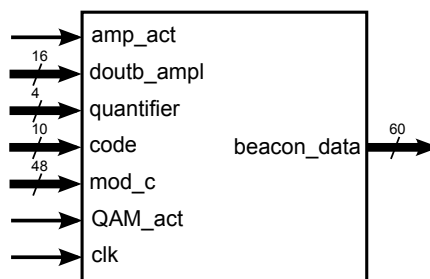 amp_act
16
doutb_ampl
4
quantifier
10
code
beacon_data
60
48
mod_c
QAM_act
clk